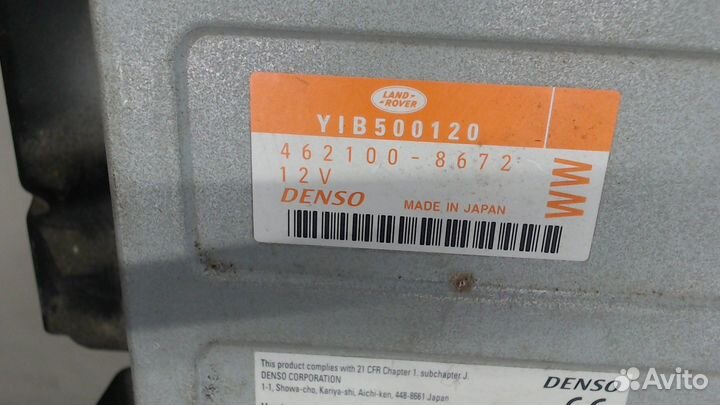 LAND-
-ROVER
YIB500120
462100-8672
12V
DENSO MADE IN JAPAN
WW
This product complies with 21 CFR Chapter 1. subchapter J.
DENSO CORPORATION
1-1, Showa-cho, Kariya-shi, Aichi-ken, 448-8661 Japan
DENSO
CE
Avito